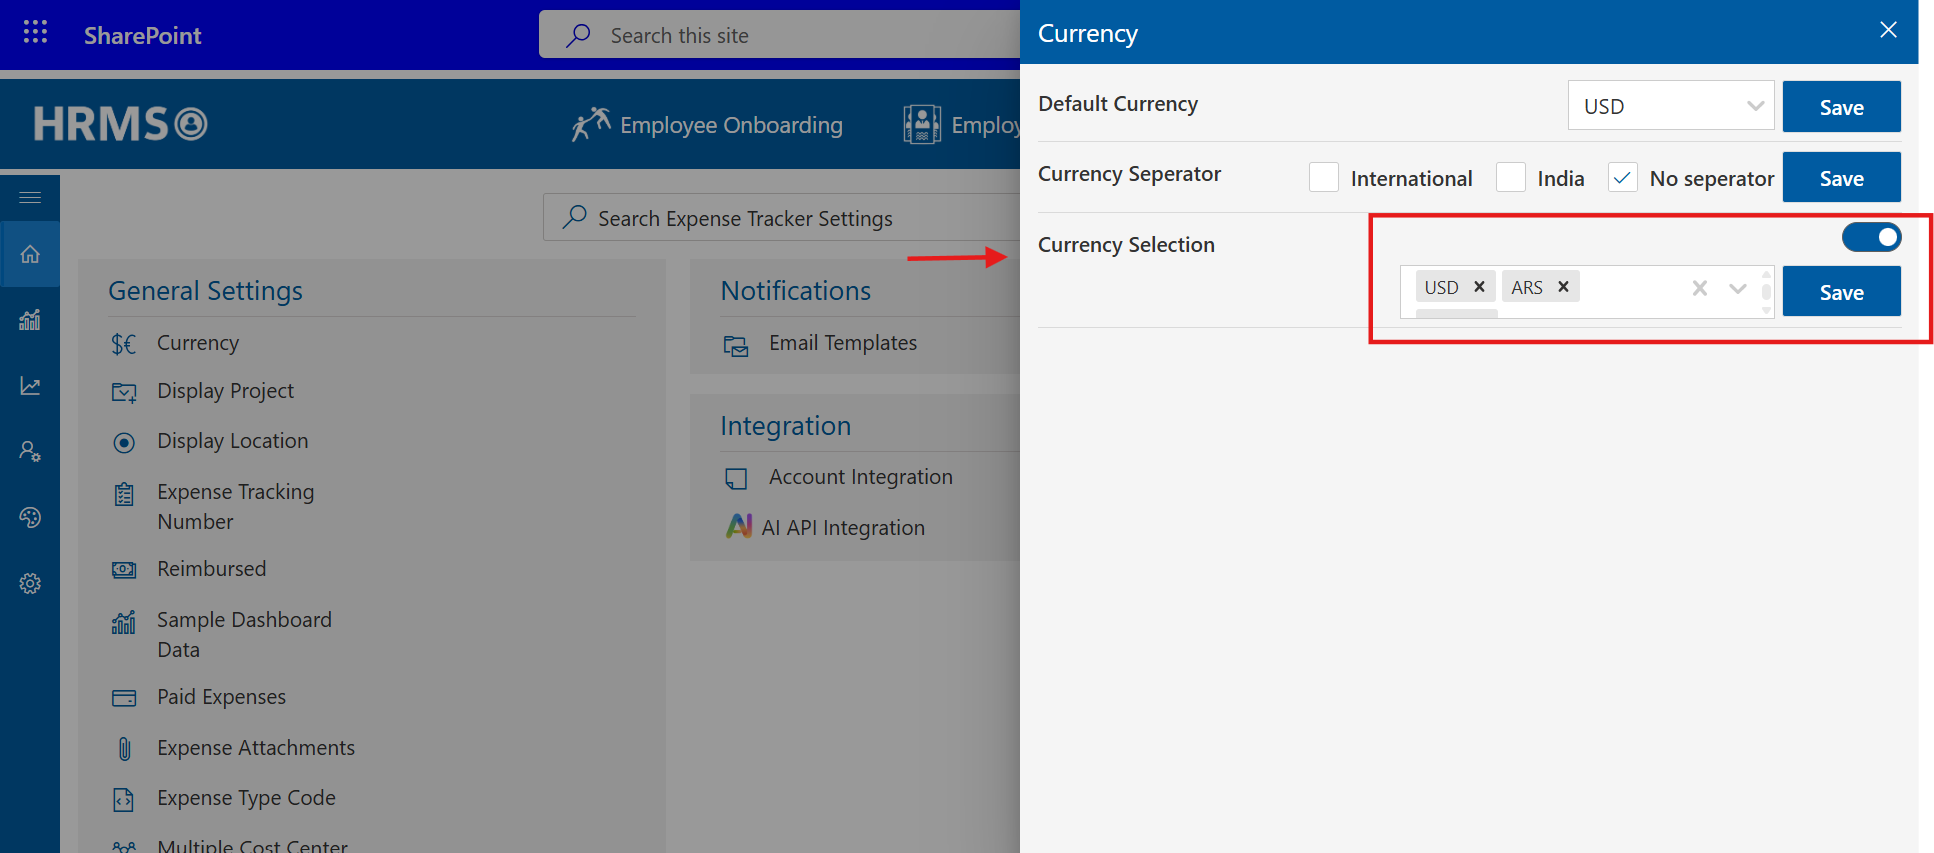 SharePoint
Search this site
HRMS
Employee Onboarding
Search Expense Tracker Settings
General Settings
Currency
Display Project
Display Location
Expense Tracking
Number
Reimbursed
Sample Dashboard
Data
Paid Expenses
Expense Attachments
Expense Type Code
Multiple Cost Center
Notifications
Email Templates
Integration
Account Integration
AI API Integration
Currency
Default Currency
USD
Save
Currency Seperator
International
India
No seperator
Save
Currency Selection
USD
ARS
Save